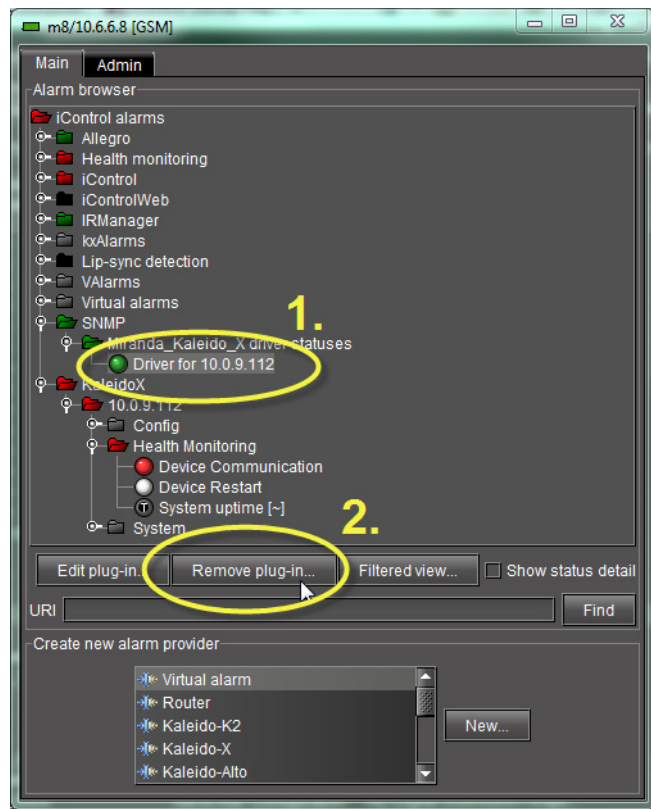 m8/10.6.6.8 [GSM]
Main Admin
Alarm browser
iControl alarms
Allegro
Health monitoring
iControl
iControlWeb
IRManager
kxAlarms
Lip-sync detection
VAlarms
Virtual alarms
SNMP
1.
Miranda_Kaleido_X driver statuses
Driver for 10.0.9.112
KaleidoX
10.0.9.112
Config
Health Monitoring
Device Communication
Device Restart
T System uptime [~]
2.
System
Edit plug-in... Remove plug-in... Filtered view... Show status detail
URI Find
Create new alarm provider
Virtual alarm
Router
Kaleido-K2
New...
Kaleido-X
Kaleido-Alto